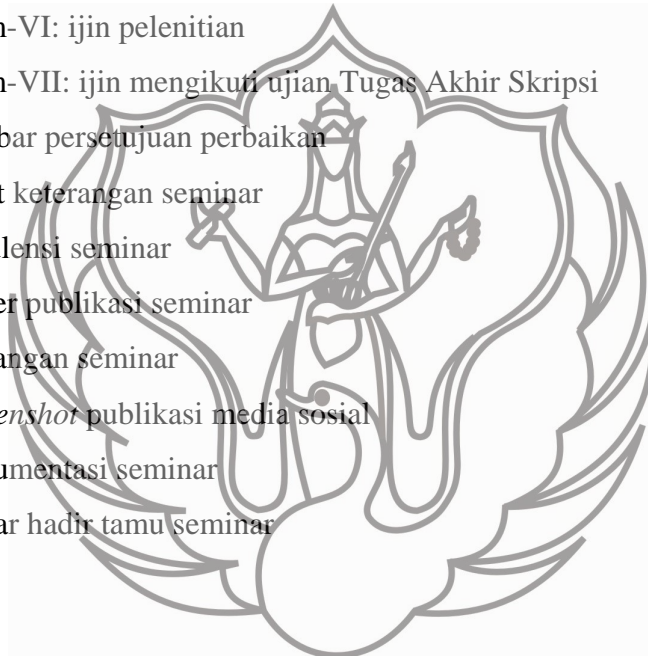 n-VI: ijin pelenitian
n-VII: ijin mengikuti ujian Tugas Akhir Skripsi
bar persetujuan perbaikan
t keterangan seminar
lensi seminar
er publikasi seminar
angan seminar
enshot publikasi media sosial
umentasi seminar
ar hadir tamu seminar